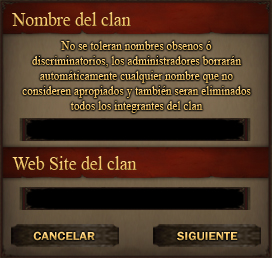 Nombre del clan
No se toleran nombres obsenos ó
discriminatorios, los administradores borrarán
automáticamente cualquier nombre que no
consideren apropiados y también seran eliminados
todos los integrantes del clan
Web Site del clan
CANCELAR
SIGUIENTE